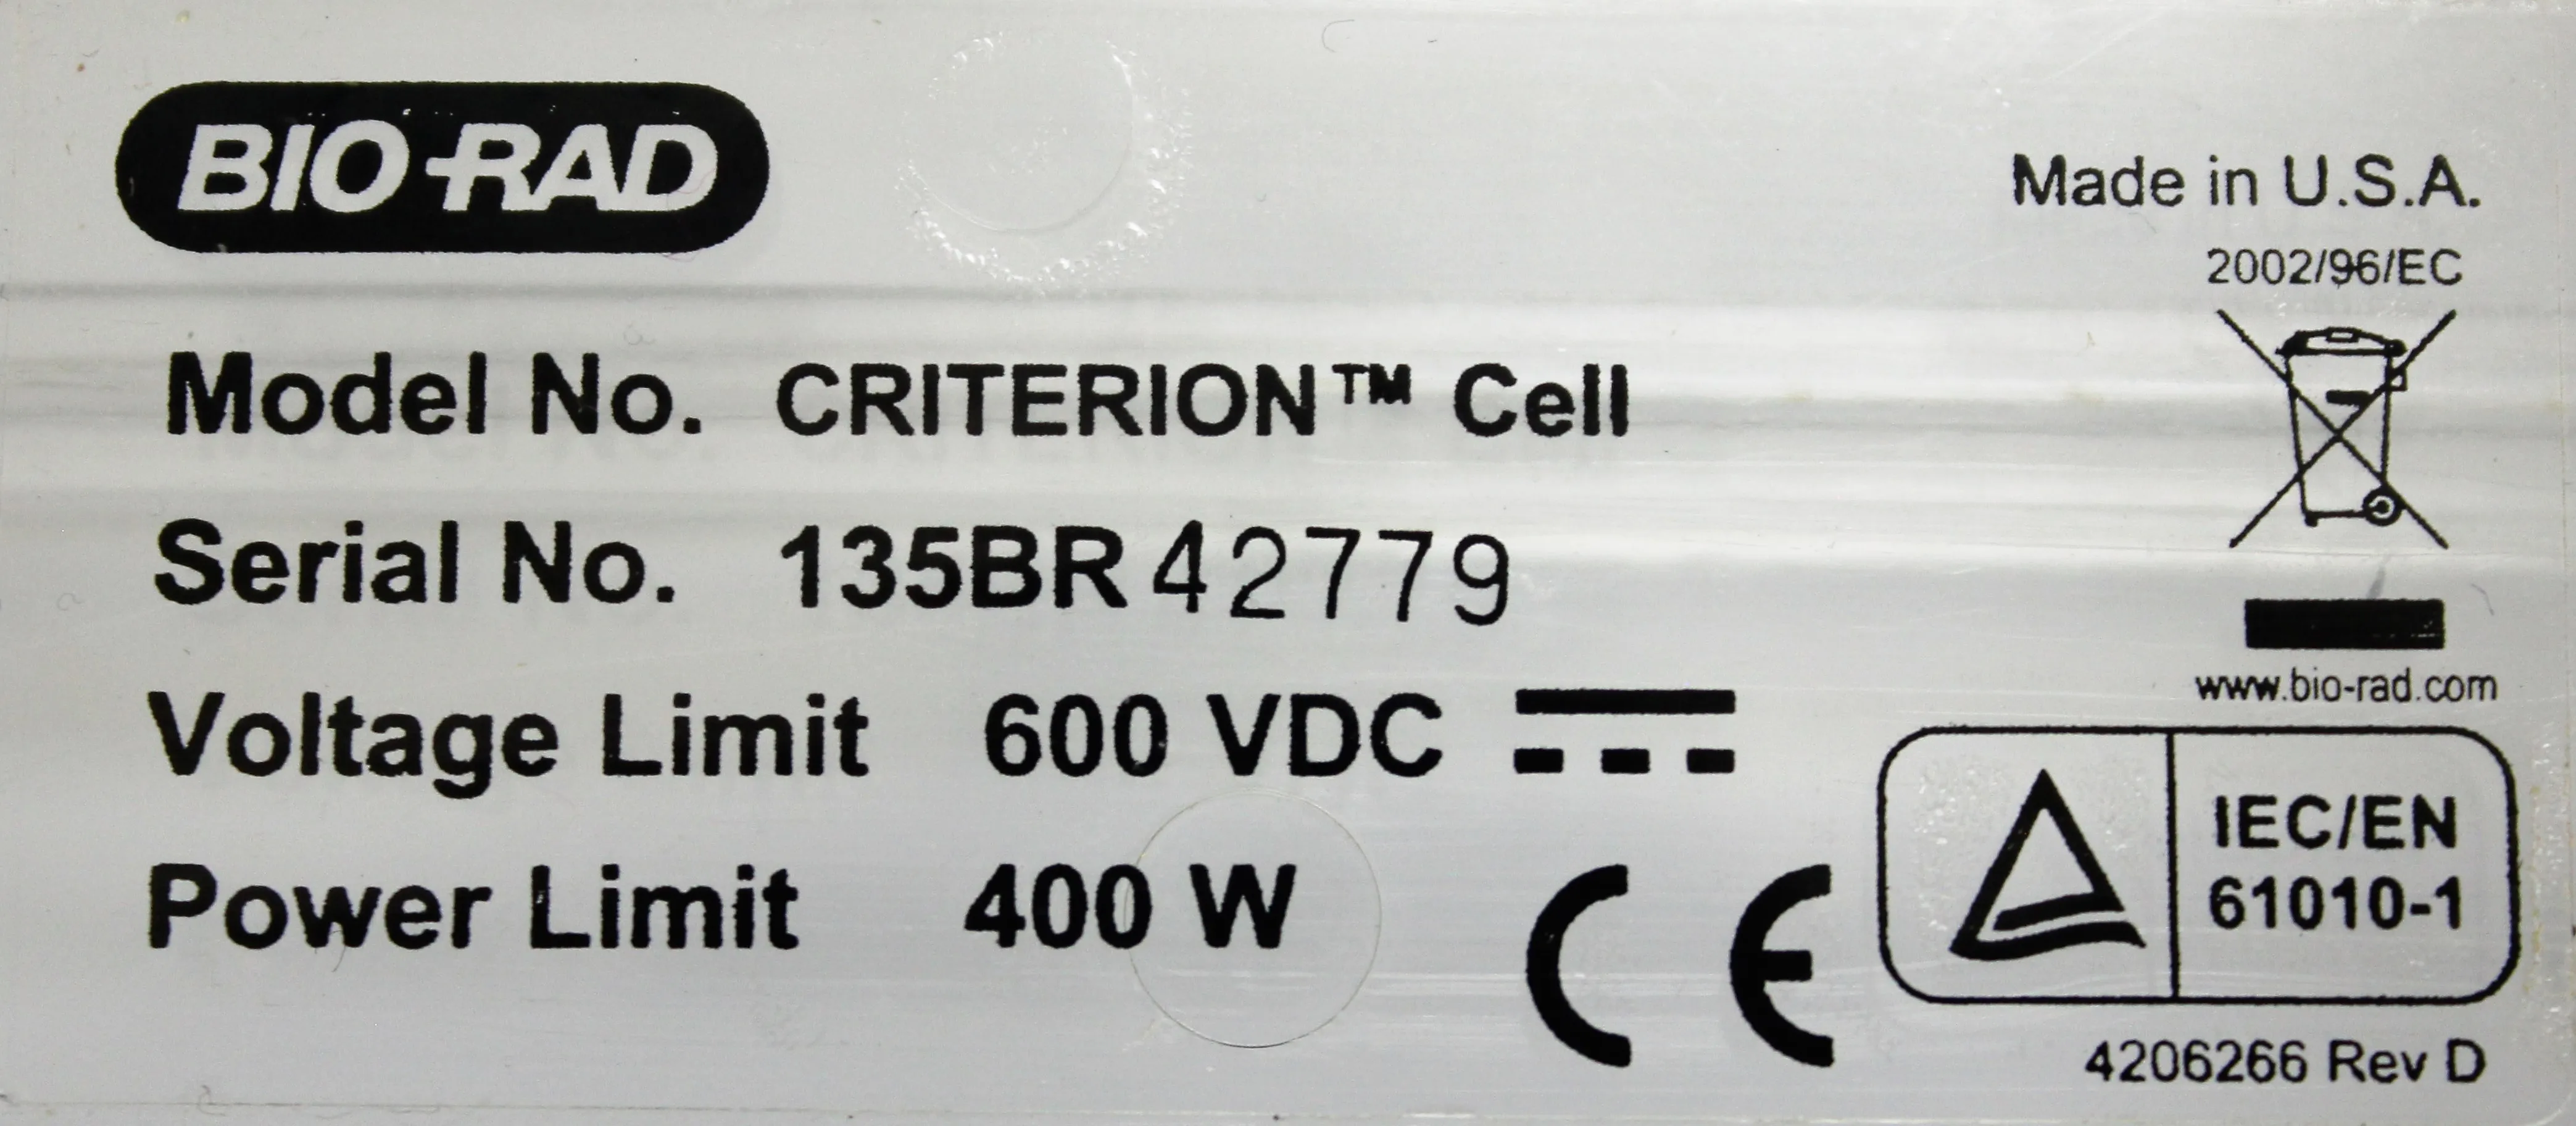 BIO-RAD
Made in U.S.A.
2002/96/EC
Model No. CRITERION™ Cell
Serial No. 135BR42779
www.bio-rad.com
Voltage Limit 600 VDC
IEC/EN
61010-1
Power Limit 400 W
CE
4206266 Rev D